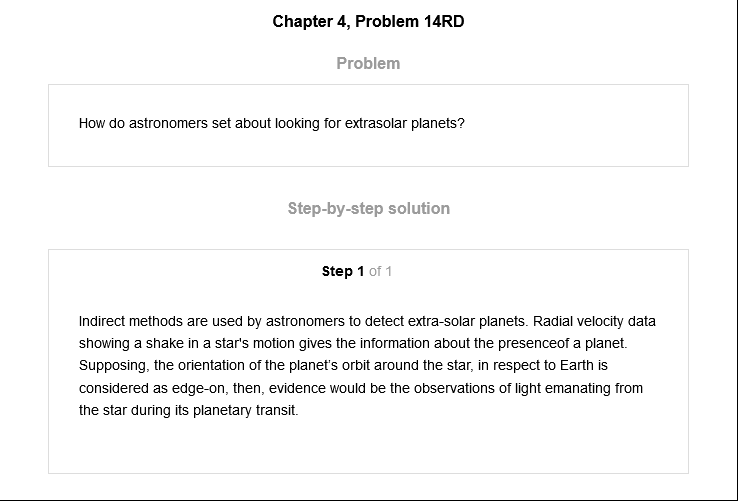 Chapter 4, Problem 14RD
Problem
How do astronomers set about looking for extrasolar planets?
Step-by-step solution
Step 1 of 1
Indirect methods are used by astronomers to detect extra-solar planets. Radial velocity data
showing a shake in a star's motion gives the information about the presenceof a planet.
Supposing, the orientation of the planet’s orbit around the star, in respect to Earth is
considered as edge-on, then, evidence would be the observations of light emanating from
the star during its planetary transit.